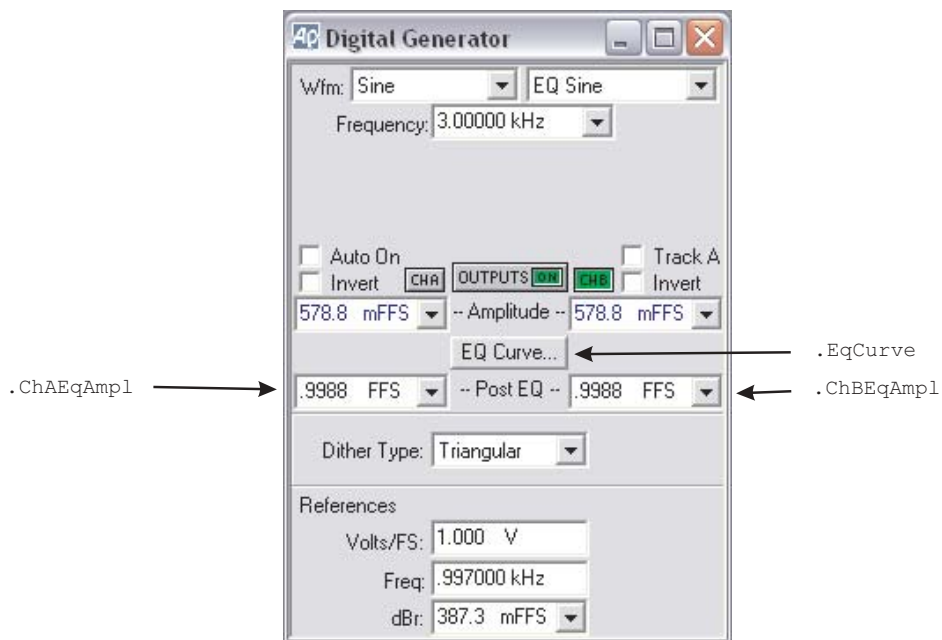 Ap Digital Generator
Wfm: Sine EQ Sine
Frequency: 3.00000 kHz
Auto On Track A
Invert CHA OUTPUTS ON CHB Invert
578.8 mFFS -- Amplitude -- 578.8 mFFS
EQ Curve... .EqCurve
.ChAEqAmpl .9988 FFS -- Post EQ -- .9988 FFS .ChBEqAmpl
Dither Type: Triangular
References
Volts/FS: 1.000 V
Freq: .997000 kHz
dBr: 387.3 mFFS